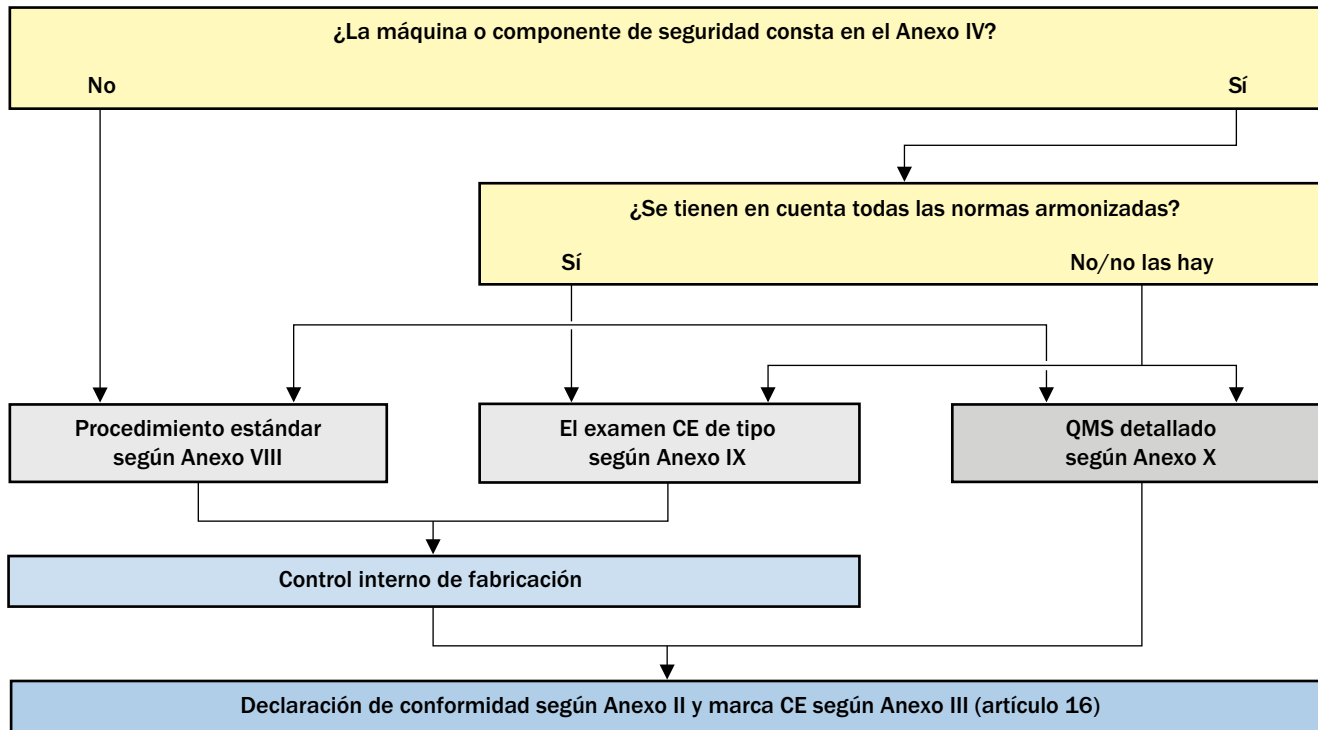 ¿La máquina o componente de seguridad consta en el Anexo IV?
No
Sí
¿Se tienen en cuenta todas las normas armonizadas?
Sí
No/no las hay
Procedimiento estándar
según Anexo VIII
El examen CE de tipo
según Anexo IX
QMS detallado
según Anexo X
Control interno de fabricación
Declaración de conformidad según Anexo II y marca CE según Anexo III (artículo 16)